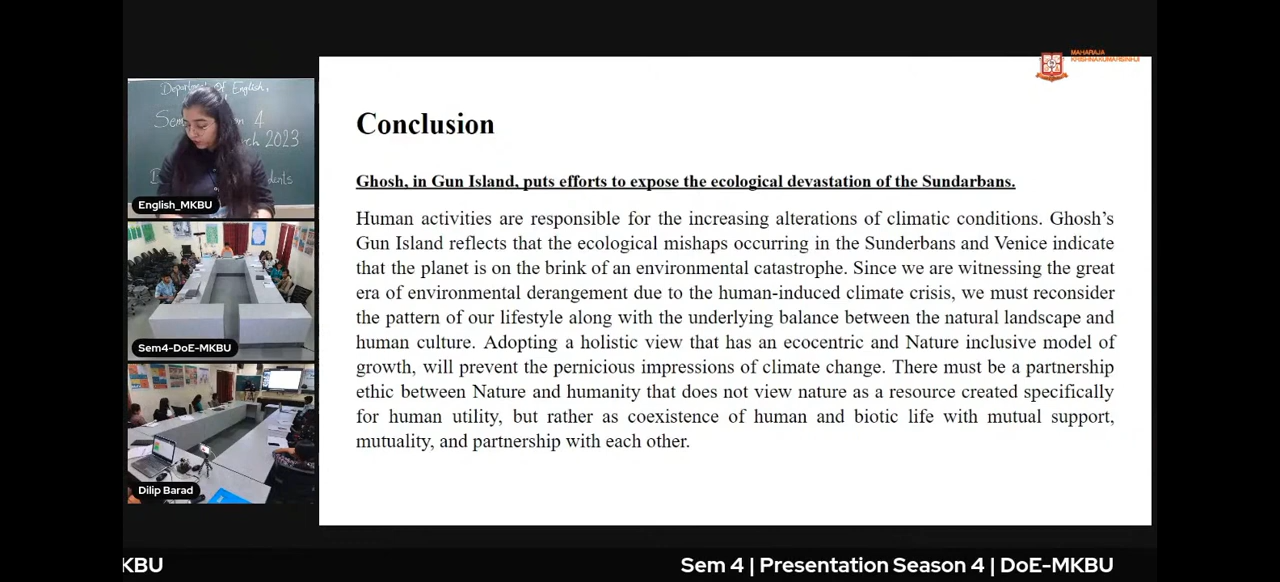 MAHARAJA
KRISHNAKUMARSINHJI
Department Of English,
4
2023
English_MKBU
Sem4-DoE-MKBU
Dilip Barad
Conclusion
Ghosh, in Gun Island, puts efforts to expose the ecological devastation of the Sundarbans.
Human activities are responsible for the increasing alterations of climatic conditions. Ghosh’s
Gun Island reflects that the ecological mishaps occurring in the Sunderbans and Venice indicate
that the planet is on the brink of an environmental catastrophe. Since we are witnessing the great
era of environmental derangement due to the human-induced climate crisis, we must reconsider
the pattern of our lifestyle along with the underlying balance between the natural landscape and
human culture. Adopting a holistic view that has an ecocentric and Nature inclusive model of
growth, will prevent the pernicious impressions of climate change. There must be a partnership
ethic between Nature and humanity that does not view nature as a resource created specifically
for human utility, but rather as coexistence of human and biotic life with mutual support,
mutuality, and partnership with each other.
KBU
Sem 4 | Presentation Season 4 | DoE-MKBU